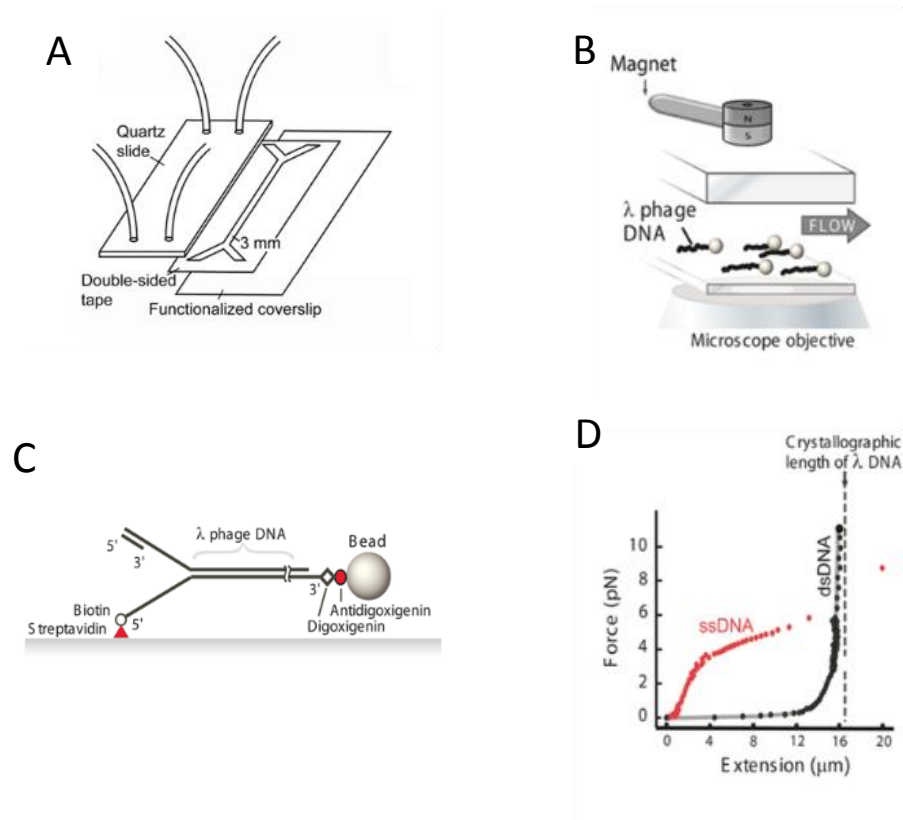 A
Quartz
slide
3 mm
Double-sided
tape
Functionalized coverslip
B
Magnet
N
S
λ phage
DNA
FLOW
Microscope objective
C
λ phage DNA
5'
3'
Bead
3'
Antidigoxigenin
Digoxigenin
Biotin
Streptavidin
5'
D
Crystallographic
length of λ DNA
Force (pN)
10
8
6
4
2
0
dsDNA
ssDNA
0 4 8 12 16 20
Extension (μm)